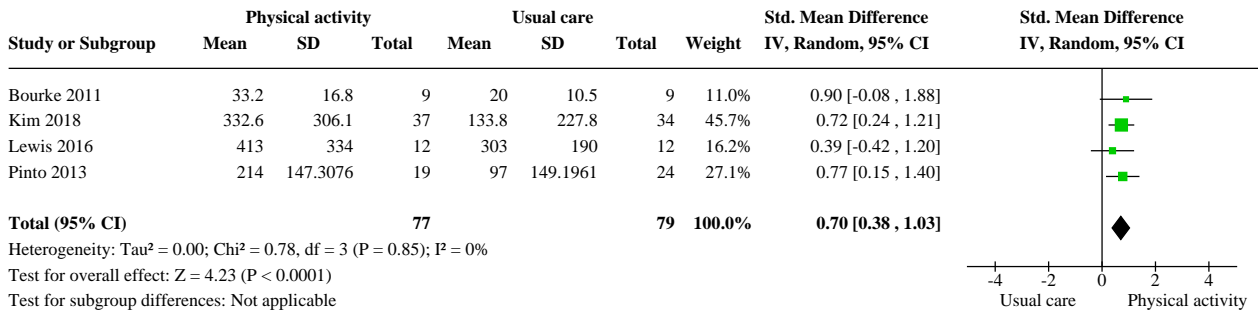 Physical activity Usual care Std. Mean Difference Std. Mean Difference
Study or Subgroup Mean SD Total Mean SD Total Weight IV, Random, 95% CI IV, Random, 95% CI
Bourke 2011 33.2 16.8 9 20 10.5 9 11.0% 0.90 [-0.08 , 1.88]
Kim 2018 332.6 306.1 37 133.8 227.8 34 45.7% 0.72 [0.24 , 1.21]
Lewis 2016 413 334 12 303 190 12 16.2% 0.39 [-0.42 , 1.20]
Pinto 2013 214 147.3076 19 97 149.1961 24 27.1% 0.77 [0.15 , 1.40]
Total (95% CI) 77 79 100.0% 0.70 [0.38 , 1.03]
Heterogeneity: Tau² = 0.00; Chi² = 0.78, df = 3 (P = 0.85); I² = 0%
Test for overall effect: Z = 4.23 (P < 0.0001)
Test for subgroup differences: Not applicable
-4 -2 0 2 4
Usual care Physical activity